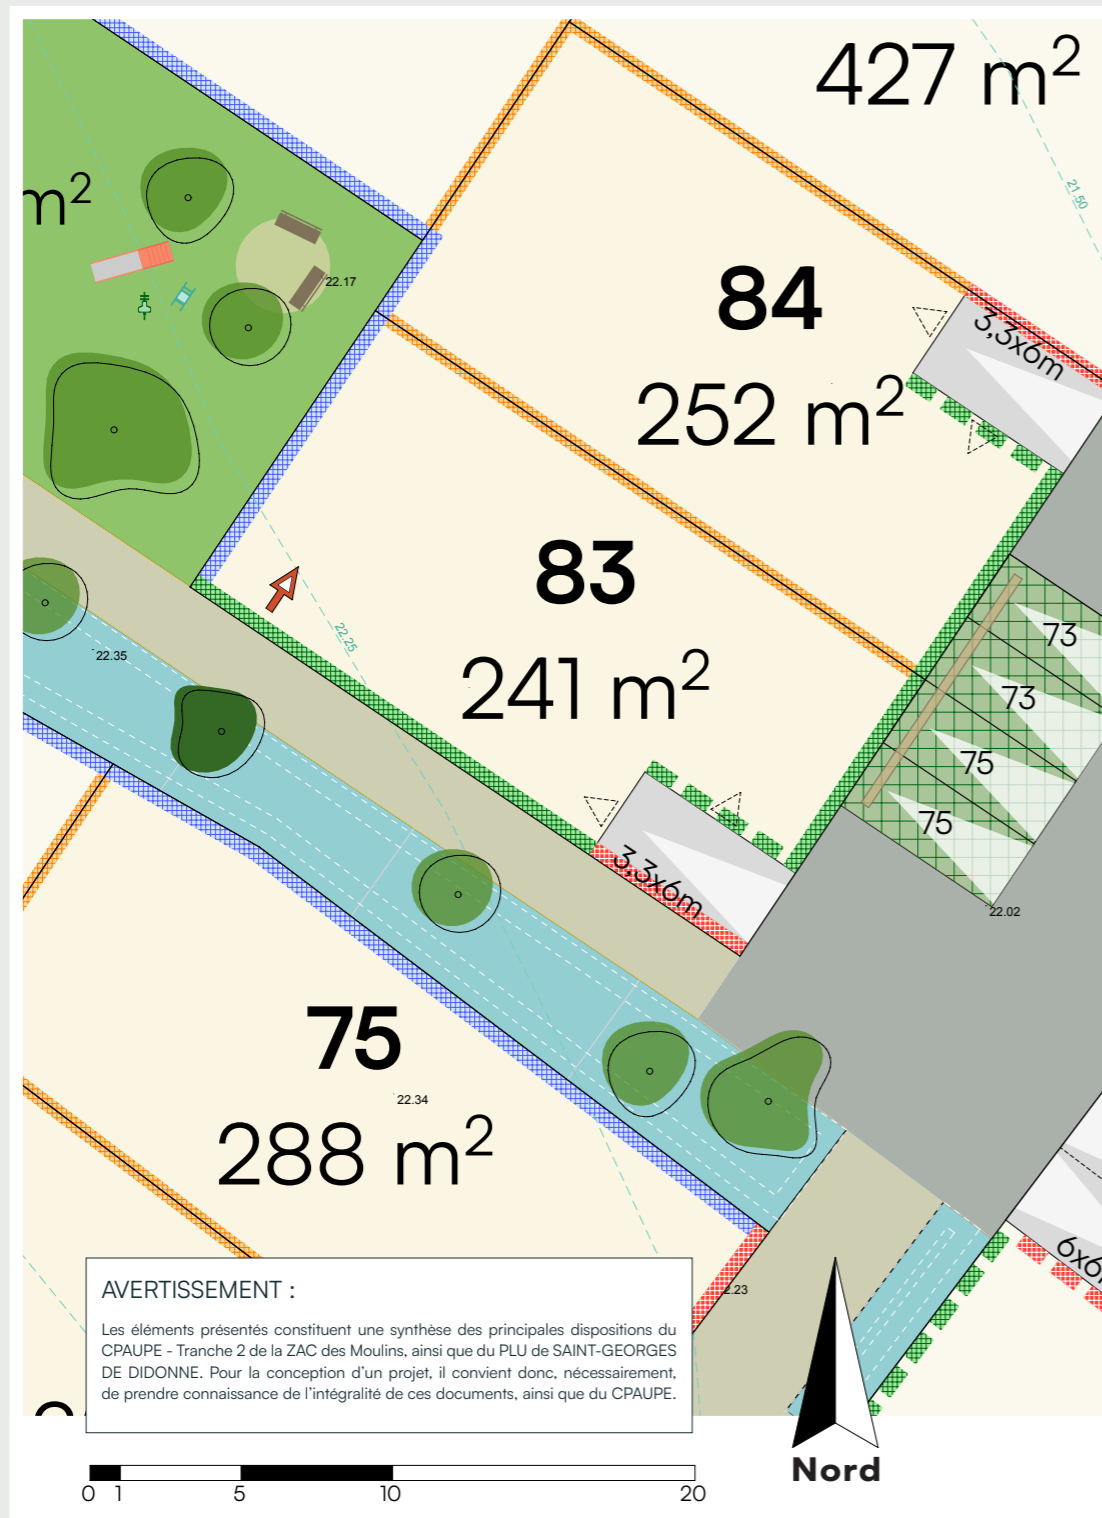 427 m²
m²
21.50
84
22.17
3,3x6m
252 m²
83
73
22.25
22.35
241 m²
73
75
75
3,3x6m
22.02
75
22.34
288 m²
AVERTISSEMENT :
Les éléments présentés constituent une synthèse des principales dispositions du
CPAUPE - Tranche 2 de la ZAC des Moulins, ainsi que du PLU de SAINT-GEORGES
DE DIDONNE. Pour la conception d'un projet, il convient donc, nécessairement,
de prendre connaissance de l'intégralité de ces documents, ainsi que du CPAUPE.
2.23
Nord
0 1 5 10 20